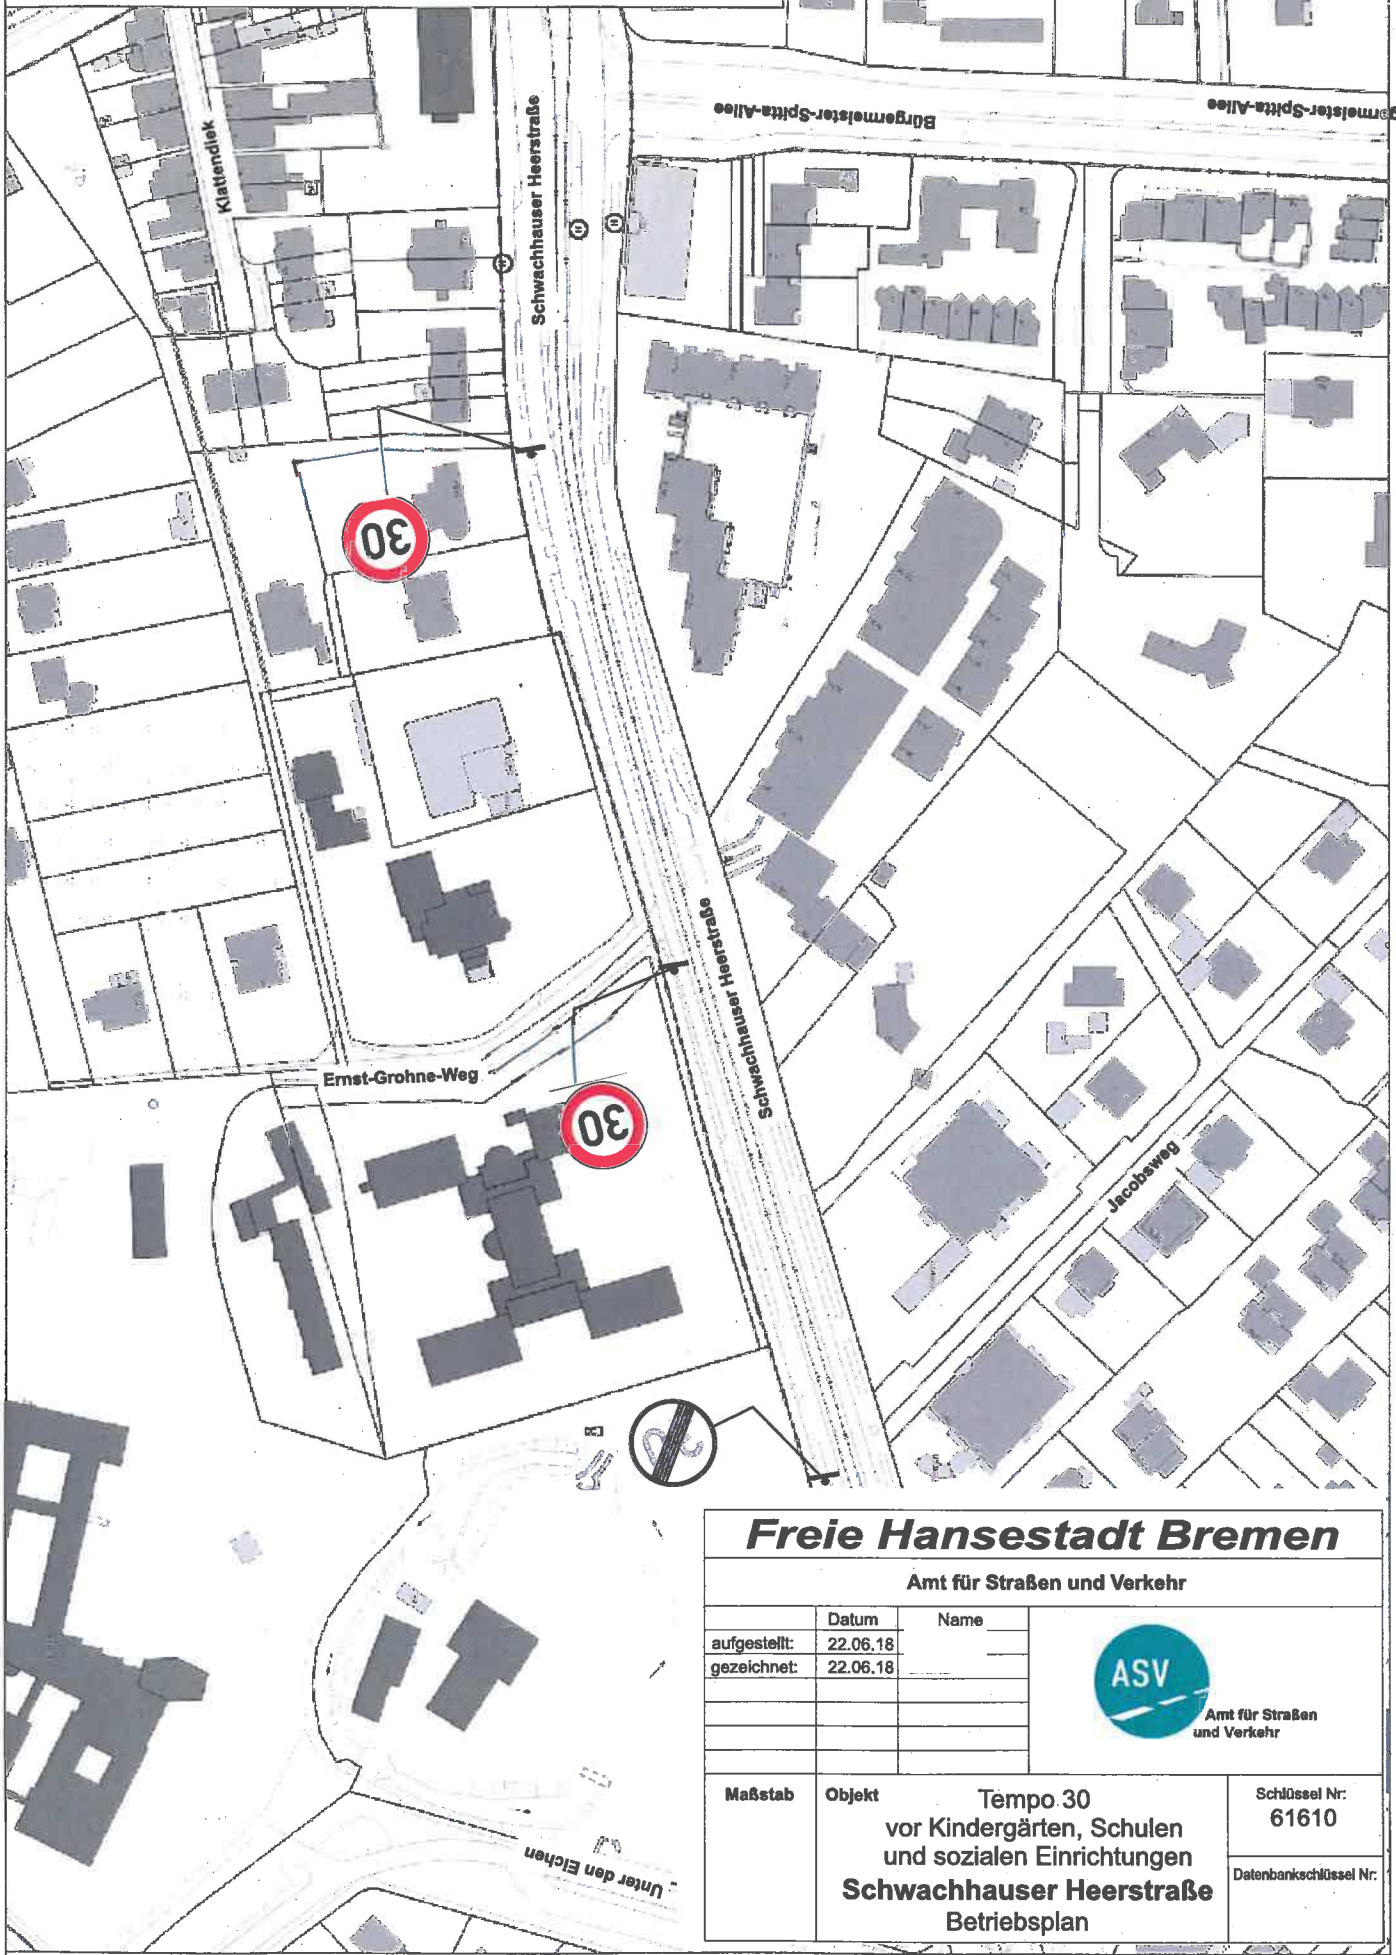 Bürgermeister-Spitta-Allee
Klattendiek
Schwachhauser Heerstraße
H
H
H
30
Schwachhauser Heerstraße
Ernst-Grohne-Weg
30
Jacobsweg
Unter den Eichen
Freie Hansestadt Bremen
Amt für Straßen und Verkehr
Datum Name
aufgestellt: 22.06.18
gezeichnet: 22.06.18
ASV
Amt für Straßen
und Verkehr
Maßstab
Objekt
Tempo 30
vor Kindergärten, Schulen
und sozialen Einrichtungen
Schwachhauser Heerstraße
Betriebsplan
Schlüssel Nr:
61610
Datenbankschlüssel Nr: